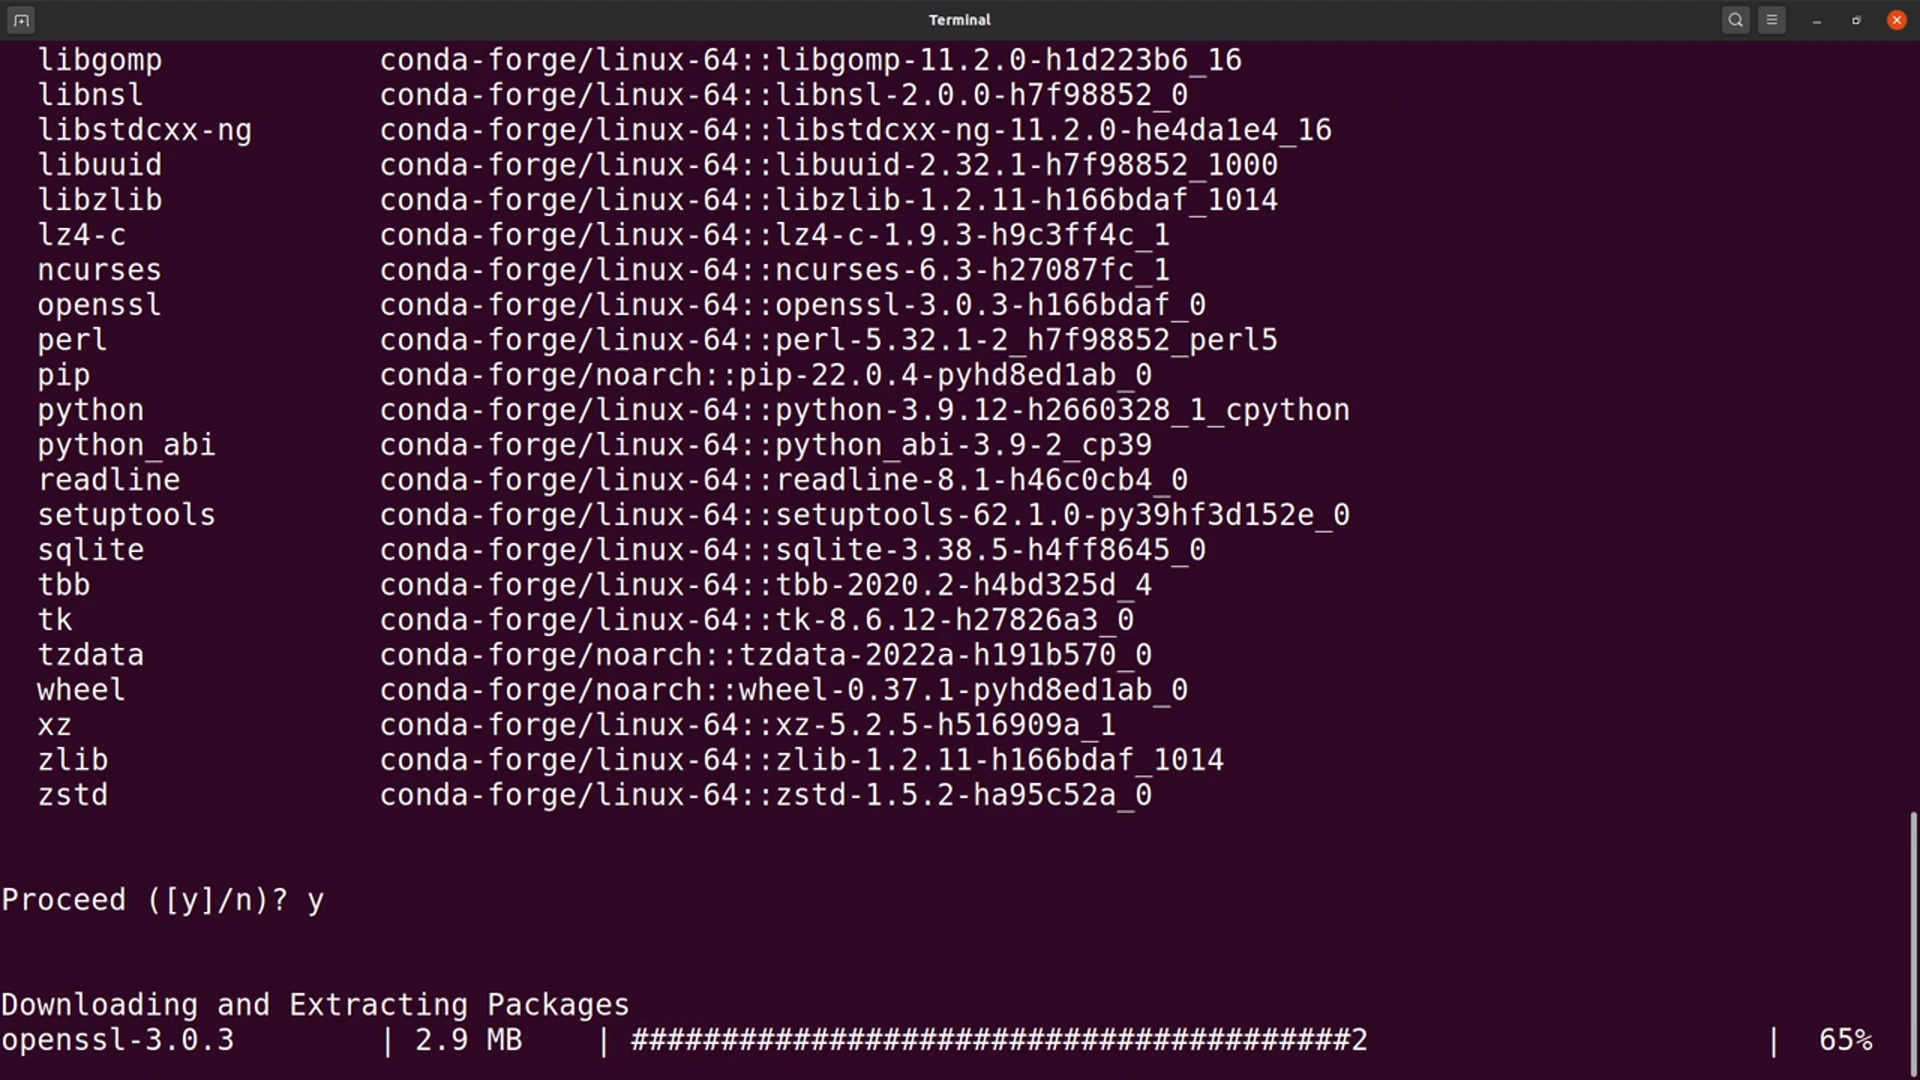 Terminal
libgomp conda-forge/linux-64::libgomp-11.2.0-h1d223b6_16
libnsl conda-forge/linux-64::libnsl-2.0.0-h7f98852_0
libstdcxx-ng conda-forge/linux-64::libstdcxx-ng-11.2.0-he4da1e4_16
libuuid conda-forge/linux-64::libuuid-2.32.1-h7f98852_1000
libzlib conda-forge/linux-64::libzlib-1.2.11-h166bdaf_1014
lz4-c conda-forge/linux-64::lz4-c-1.9.3-h9c3ff4c_1
ncurses conda-forge/linux-64::ncurses-6.3-h27087fc_1
openssl conda-forge/linux-64::openssl-3.0.3-h166bdaf_0
perl conda-forge/linux-64::perl-5.32.1-2_h7f98852_perl5
pip conda-forge/noarch::pip-22.0.4-pyhd8ed1ab_0
python conda-forge/linux-64::python-3.9.12-h2660328_1_cpython
python_abi conda-forge/linux-64::python_abi-3.9-2_cp39
readline conda-forge/linux-64::readline-8.1-h46c0cb4_0
setuptools conda-forge/linux-64::setuptools-62.1.0-py39hf3d152e_0
sqlite conda-forge/linux-64::sqlite-3.38.5-h4ff8645_0
tbb conda-forge/linux-64::tbb-2020.2-h4bd325d_4
tk conda-forge/linux-64::tk-8.6.12-h27826a3_0
tzdata conda-forge/noarch::tzdata-2022a-h191b570_0
wheel conda-forge/noarch::wheel-0.37.1-pyhd8ed1ab_0
xz conda-forge/linux-64::xz-5.2.5-h516909a_1
zlib conda-forge/linux-64::zlib-1.2.11-h166bdaf_1014
zstd conda-forge/linux-64::zstd-1.5.2-ha95c52a_0
Proceed ([y]/n)? y
Downloading and Extracting Packages
openssl-3.0.3 | 2.9 MB | ########################################2 | 65%